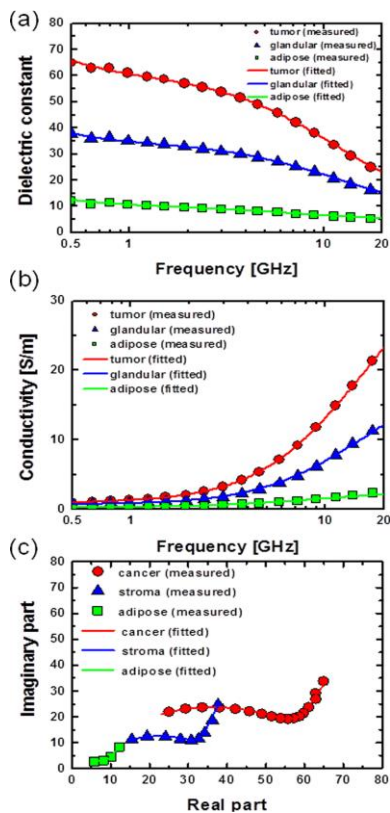 (a)
80
70
60
50
40
30
20
10
0
Dielectric constant
tumor (measured)
glandular (measured)
adipose (measured)
tumor (fitted)
glandular (fitted)
adipose (fitted)
0.5 1 10 20
Frequency [GHz]
(b)
30
20
10
0
Conductivity [S/m]
tumor (measured)
glandular (measured)
adipose (measured)
tumor (fitted)
glandular (fitted)
adipose (fitted)
0.5 1 10 20
Frequency [GHz]
(c)
80
70
60
50
40
30
20
10
0
Imaginary part
cancer (measured)
stroma (measured)
adipose (measured)
cancer (fitted)
stroma (fitted)
adipose (fitted)
0 10 20 30 40 50 60 70 80
Real part